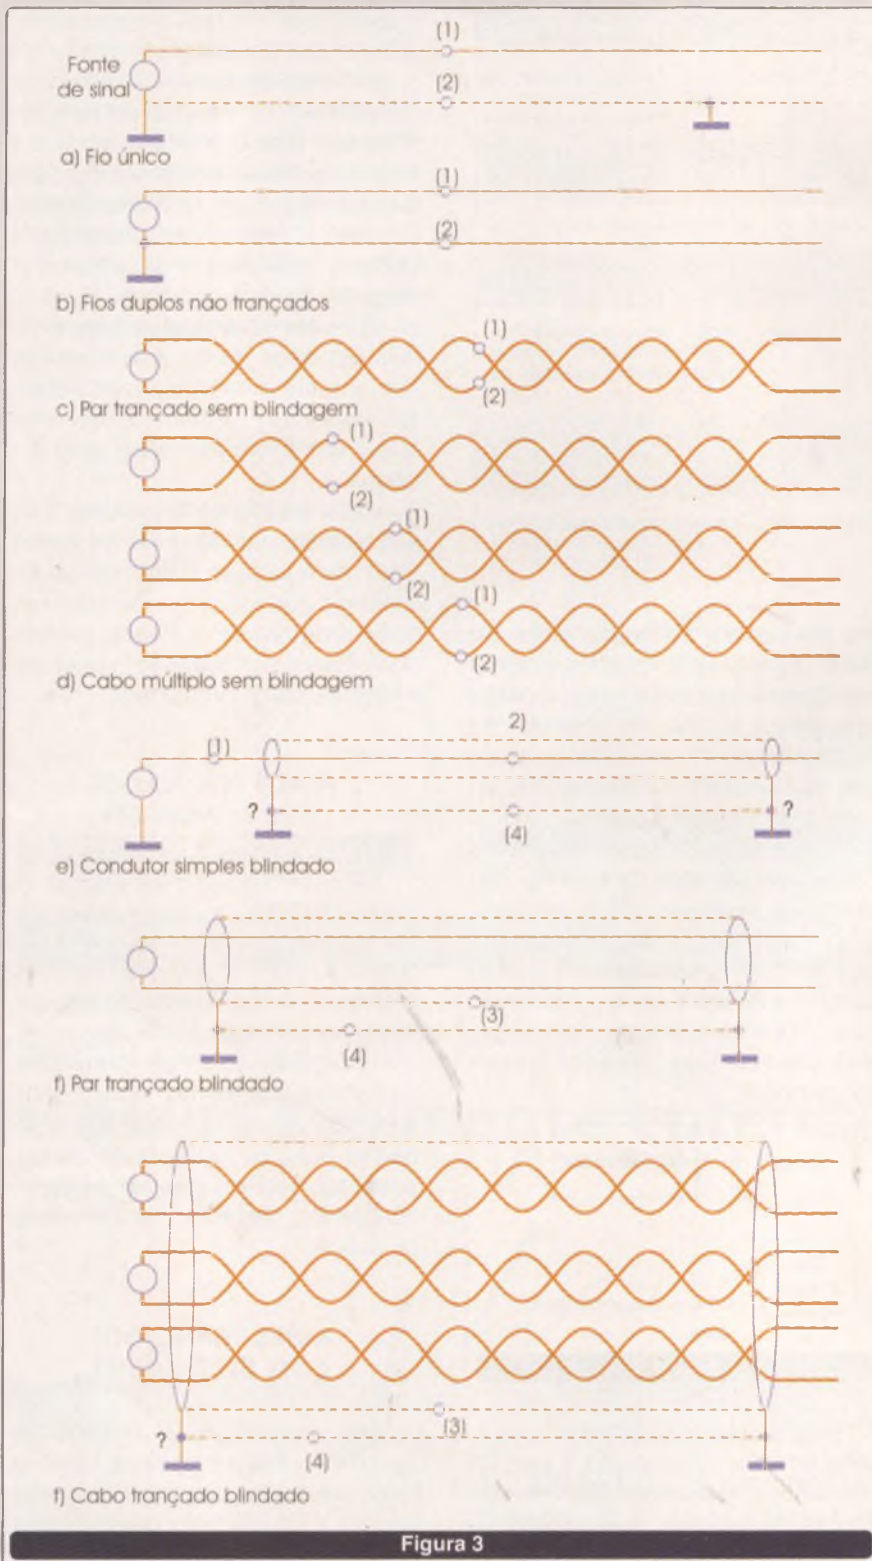 (1)
Fonte
de sinal
(2)
a) Fio único
(1)
(2)
b) Fios duplos não trançados
(1)
(2)
c) Par trançado sem blindagem
(1)
(2)
(1)
(2)
(1)
(2)
d) Cabo múltiplo sem blindagem
2)
(1)
?
?
(4)
e) Condutor simples blindado
(3)
(4)
f) Par trançado blindado
(3)
?
(4)
f) Cabo trançado blindado
Figura 3